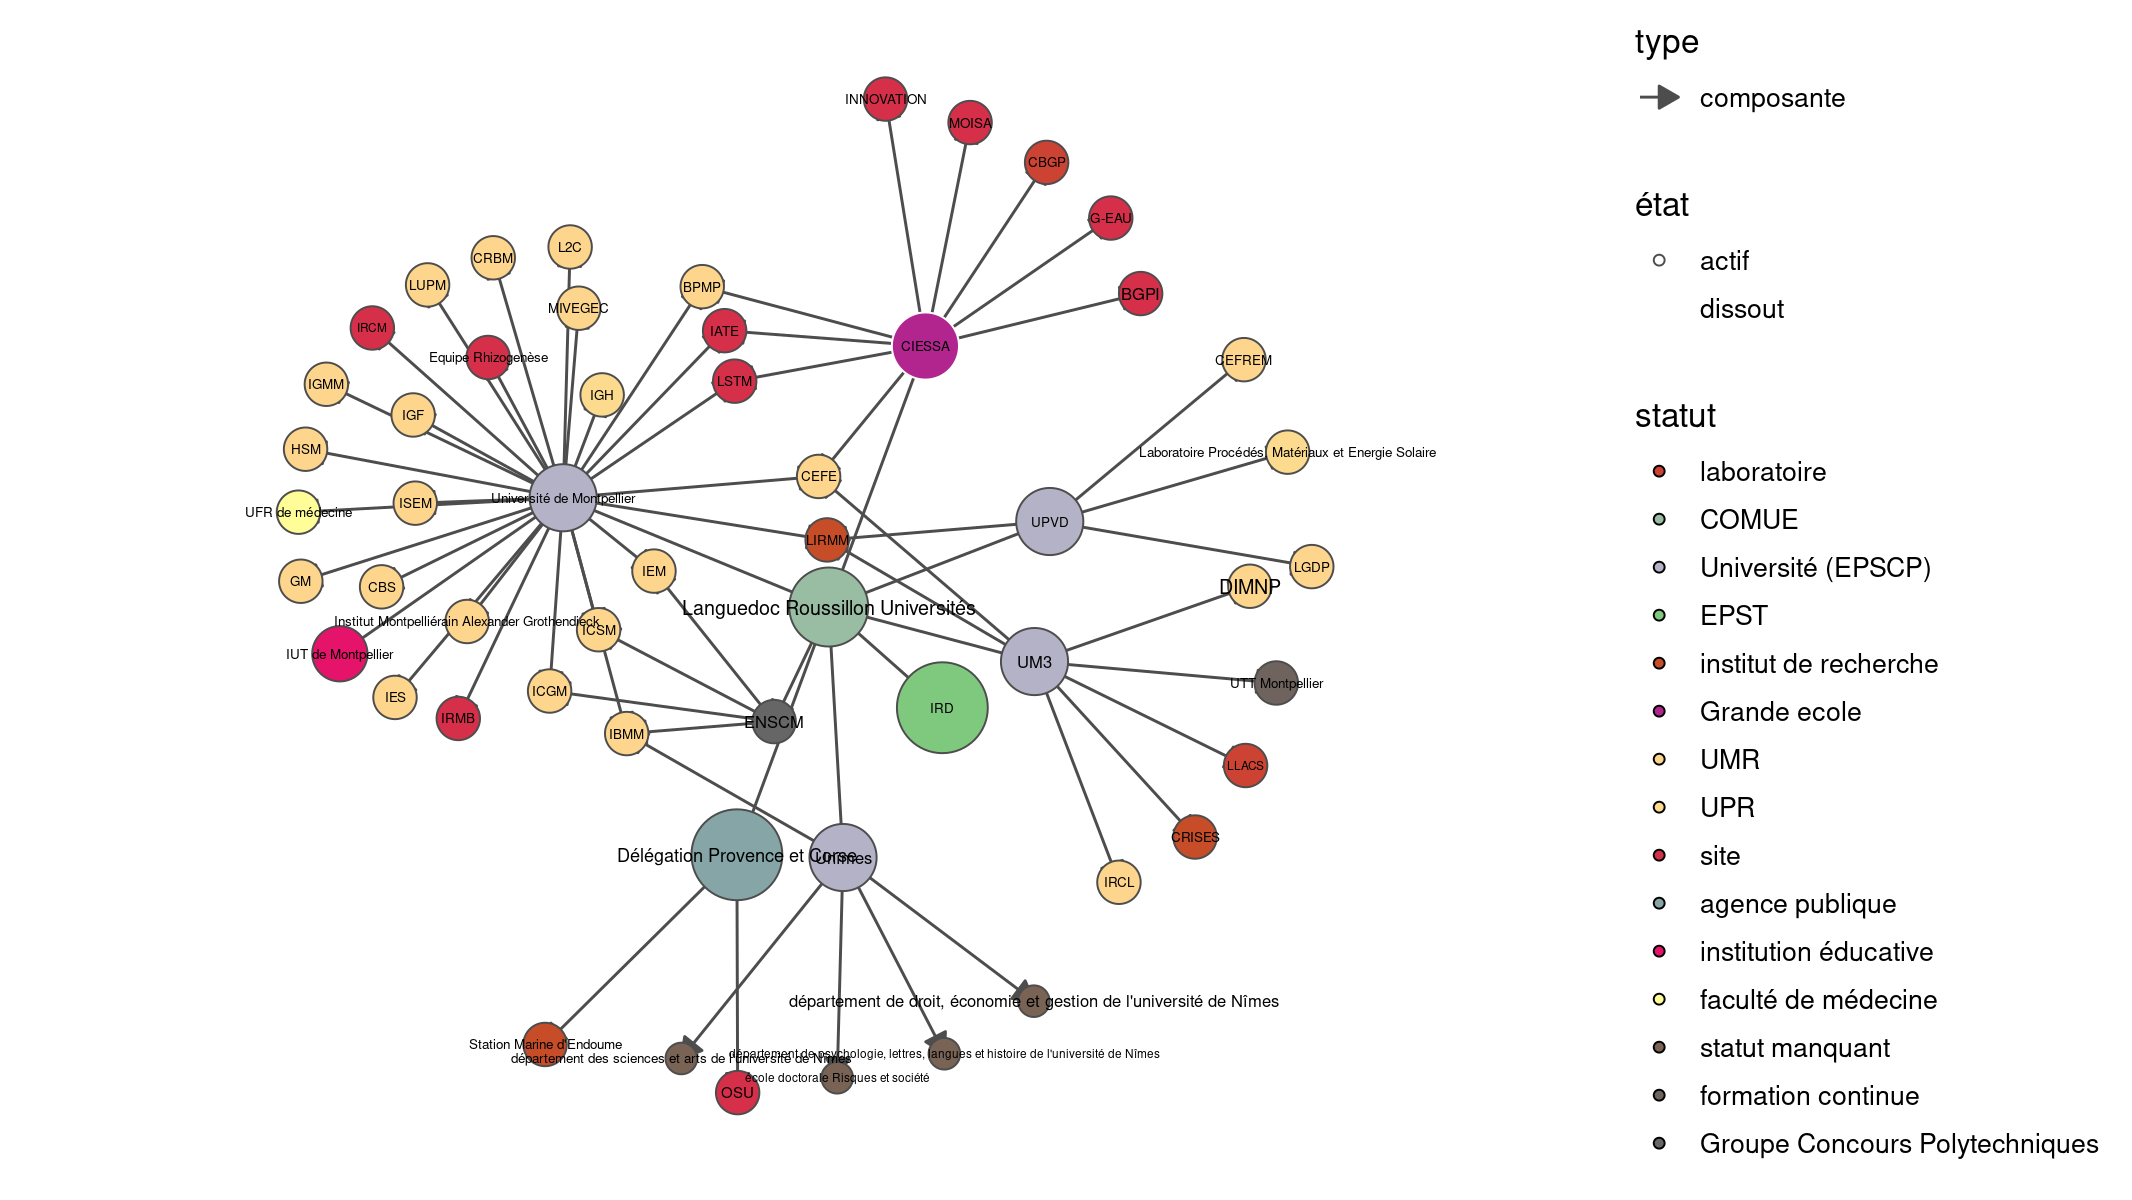 INNOVATION
MOISA
CBGP
G-EAU
BGPI
L2C
CRBM
LUPM
MIVEGEC
BPMP
IRCM
IATE
Equipe Rhizogenèse
CIESSA
CEFREM
IGMM
LSTM
IGH
IGF
HSM
Laboratoire Procédés, Matériaux et Energie Solaire
CEFE
Université de Montpellier
ISEM
UFR de médecine
UPVD
LIRMM
LGDP
IEM
GM
CBS
DIMNP
Languedoc Roussillon Universités
Institut Montpelliérain Alexander Grothendieck
ICSM
IUT de Montpellier
UM3
UTT Montpellier
ICGM
IES
IRD
IRMB
ENSCM
IBMM
LLACS
CRISES
Délégation Provence et Corse
Unîmes
IRCL
département de droit, économie et gestion de l'université de Nîmes
Station Marine d'Endoume
département de psychologie, lettres, langues et histoire de l'université de Nîmes
département des sciences et arts de l'université de Nîmes
école doctorale Risques et société
OSU
type
composante
état
actif
dissout
statut
laboratoire
COMUE
Université (EPSCP)
EPST
institut de recherche
Grande ecole
UMR
UPR
site
agence publique
institution éducative
faculté de médecine
statut manquant
formation continue
Groupe Concours Polytechniques